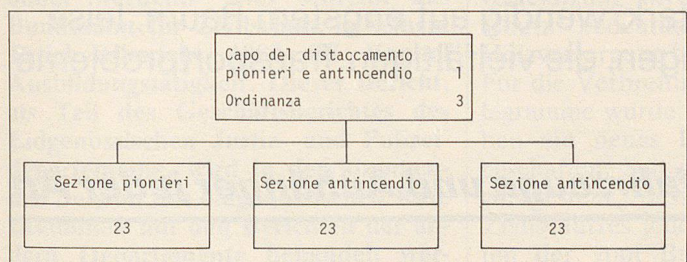 Capo del distaccamento
pionieri e antincendio 1
Ordinanza 3
Sezione pionieri
23
Sezione antincendio
23
Sezione antincendio
23